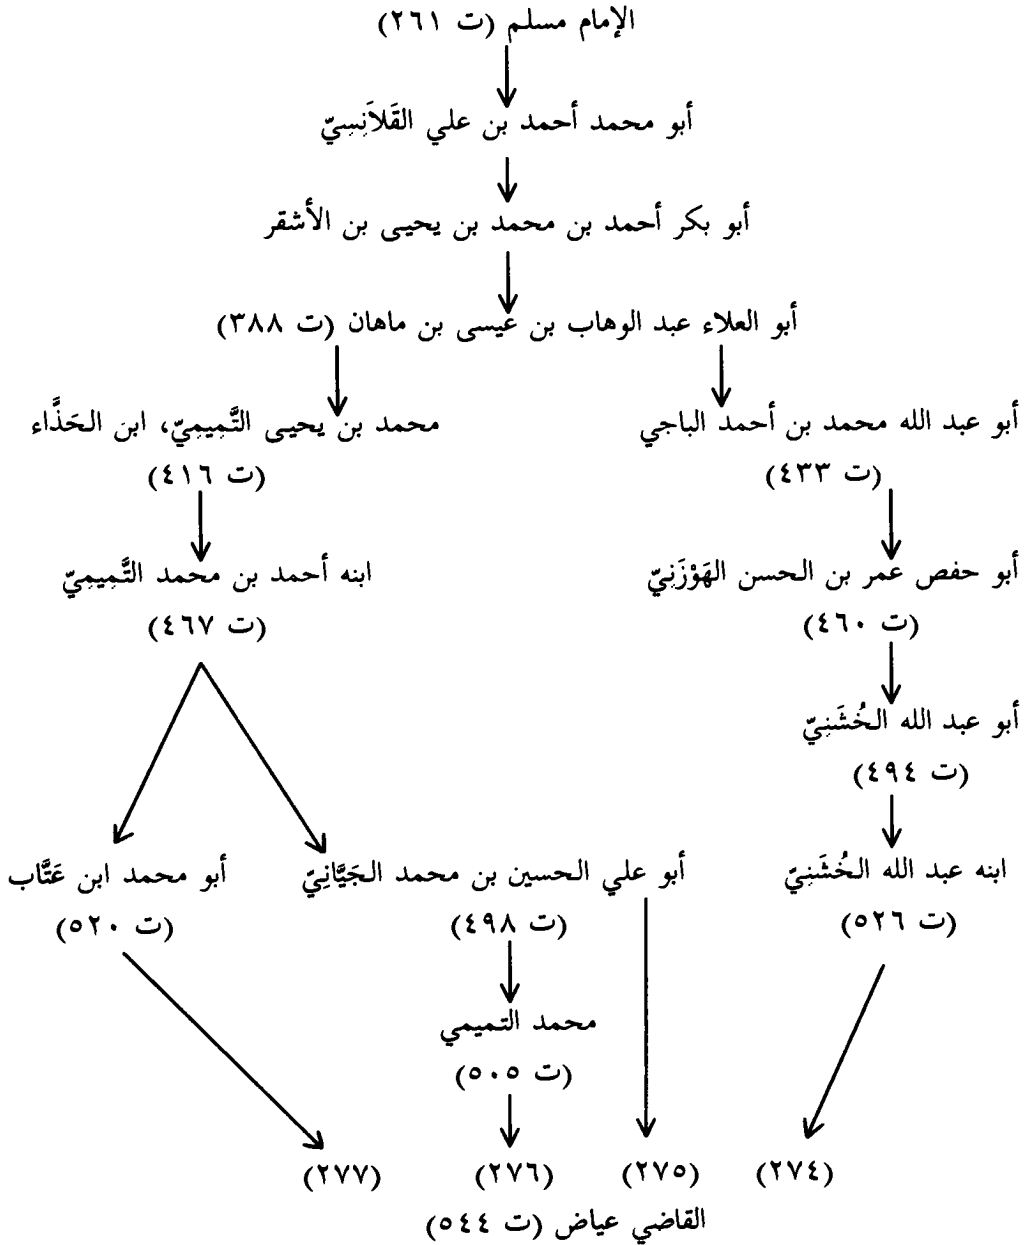 الإمام مسلم (ت ٢٦١)
أبو محمد أحمد بن علي القَلاَنِسِيّ
أبو بكر أحمد بن محمد بن يحيى بن الأشقر
أبو العلاء عبد الوهاب بن عيسى بن ماهان (ت ٣٨٨)
أبو عبد الله محمد بن أحمد الباجي
(ت ٤٣٣)
محمد بن يحيى التَّمِيمِيّ، ابن الحَذَّاء
(ت ٤١٦)
أبو حفص عمر بن الحسن الهَوْزَنِيّ
(ت ٤٦٠)
ابنه أحمد بن محمد التَّمِيمِيّ
(ت ٤٦٧)
أبو عبد الله الخُشَنِيّ
(ت ٤٩٤)
ابنه عبد الله الخُشَنِيّ
(ت ٥٢٦)
أبو علي الحسين بن محمد الجَيَّانِيّ
(ت ٤٩٨)
أبو محمد ابن عَتَّاب
(ت ٥٢٠)
محمد التميمي
(ت ٥٠٥)
(٢٧٤) (٢٧٥) (٢٧٦) (٢٧٧)
القاضي عياض (ت ٥٤٤)